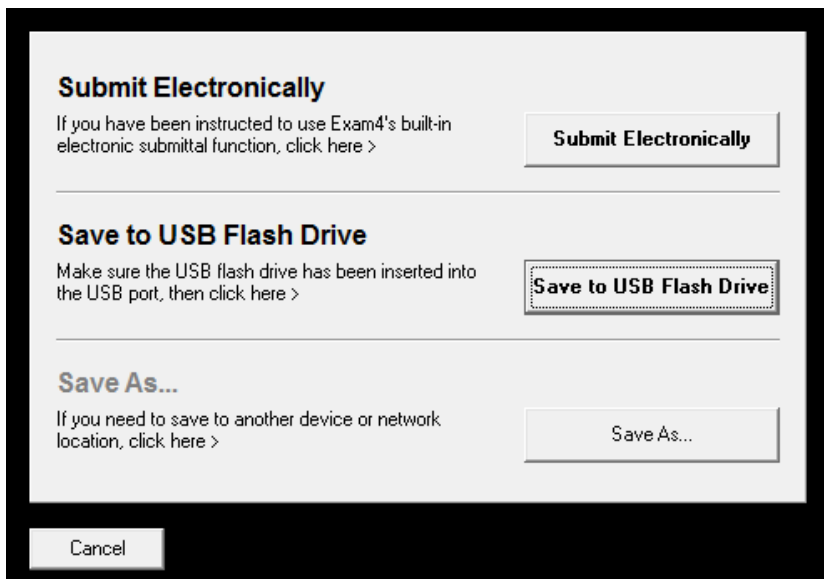 Submit Electronically
If you have been instructed to use Exam4's built-in
electronic submittal function, click here >
Submit Electronically
Save to USB Flash Drive
Make sure the USB flash drive has been inserted into
the USB port, then click here >
Save to USB Flash Drive
Save As...
If you need to save to another device or network
location, click here >
Save As...
Cancel